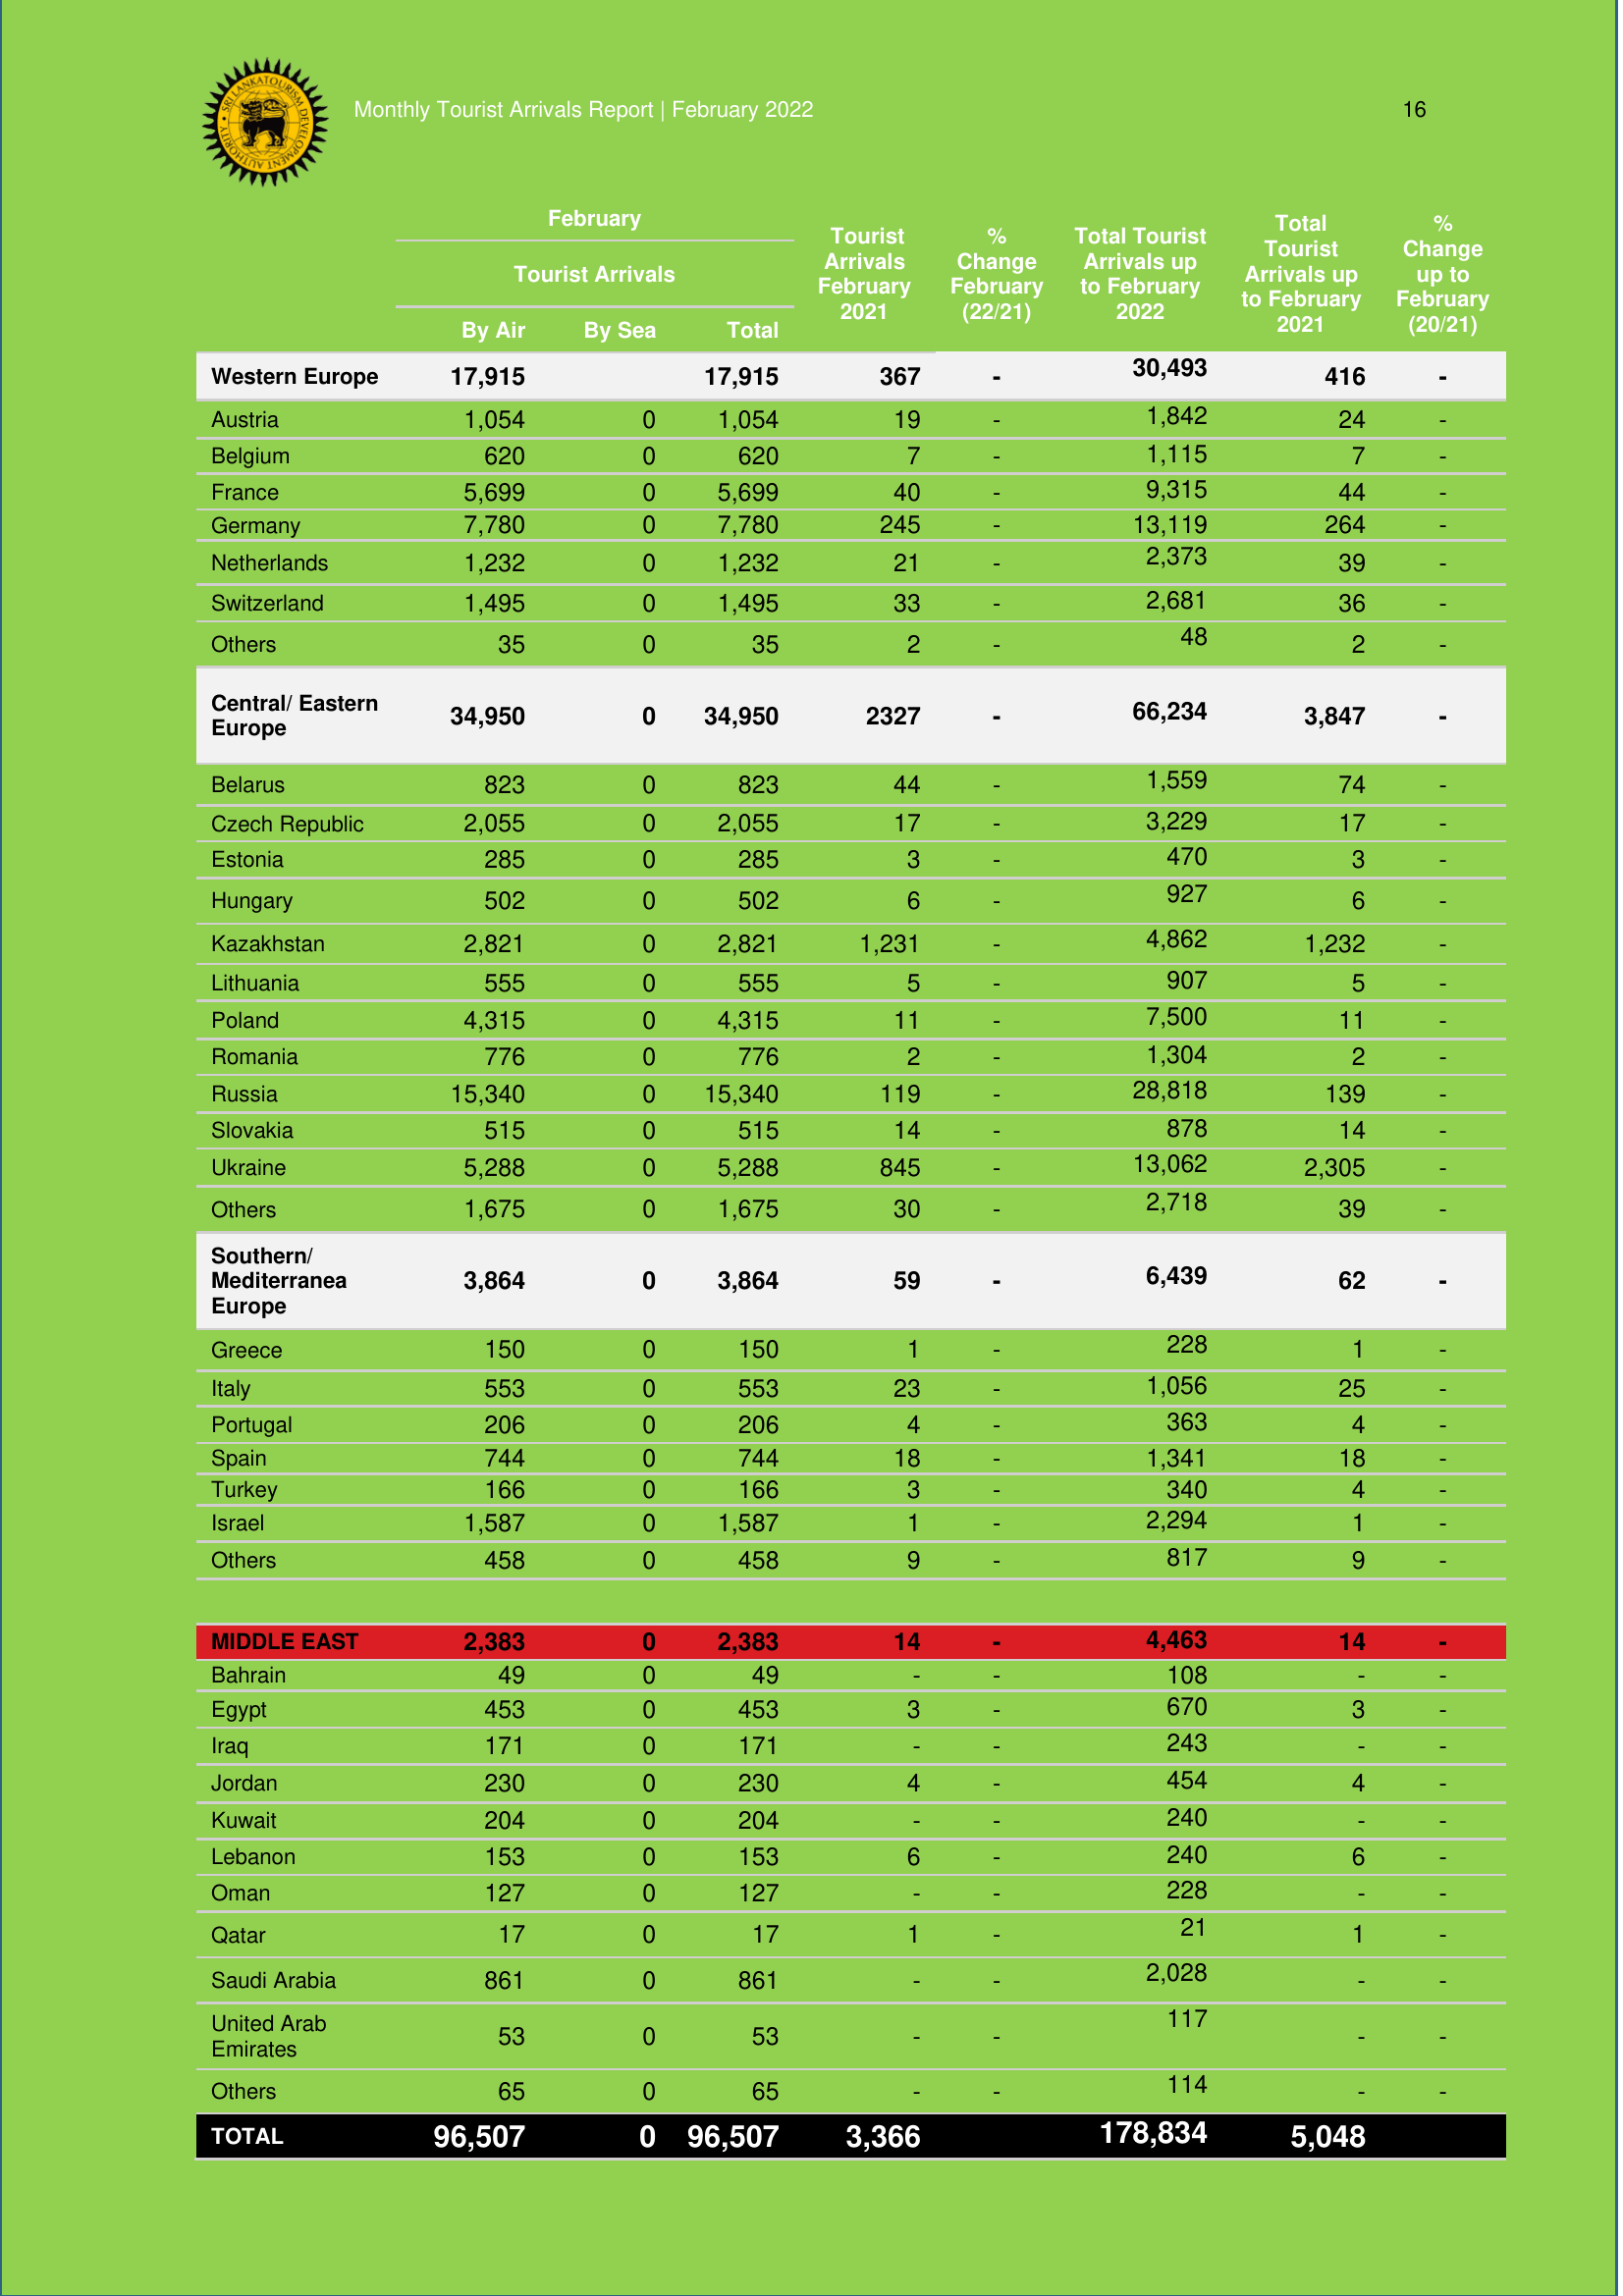 SRI LANKA TOURISM DEVELOPMENT AUTHORITY
Monthly Tourist Arrivals Report | February 2022 16
February
Tourist Arrivals
By Air By Sea Total
Tourist
Arrivals
February
2021
%
Change
February
(22/21)
Total Tourist
Arrivals up
to February
2022
Total
Tourist
Arrivals up
to February
2021
%
Change
up to
February
(20/21)
Western Europe 17,915 17,915 367 - 30,493 416 -
Austria 1,054 0 1,054 19 - 1,842 24 -
Belgium 620 0 620 7 - 1,115 7 -
France 5,699 0 5,699 40 - 9,315 44 -
Germany 7,780 0 7,780 245 - 13,119 264 -
Netherlands 1,232 0 1,232 21 - 2,373 39 -
Switzerland 1,495 0 1,495 33 - 2,681 36 -
Others 35 0 35 2 - 48 2 -
Central/ Eastern
Europe 34,950 0 34,950 2327 - 66,234 3,847 -
Belarus 823 0 823 44 - 1,559 74 -
Czech Republic 2,055 0 2,055 17 - 3,229 17 -
Estonia 285 0 285 3 - 470 3 -
Hungary 502 0 502 6 - 927 6 -
Kazakhstan 2,821 0 2,821 1,231 - 4,862 1,232 -
Lithuania 555 0 555 5 - 907 5 -
Poland 4,315 0 4,315 11 - 7,500 11 -
Romania 776 0 776 2 - 1,304 2 -
Russia 15,340 0 15,340 119 - 28,818 139 -
Slovakia 515 0 515 14 - 878 14 -
Ukraine 5,288 0 5,288 845 - 13,062 2,305 -
Others 1,675 0 1,675 30 - 2,718 39 -
Southern/
Mediterranea
Europe 3,864 0 3,864 59 - 6,439 62 -
Greece 150 0 150 1 - 228 1 -
Italy 553 0 553 23 - 1,056 25 -
Portugal 206 0 206 4 - 363 4 -
Spain 744 0 744 18 - 1,341 18 -
Turkey 166 0 166 3 - 340 4 -
Israel 1,587 0 1,587 1 - 2,294 1 -
Others 458 0 458 9 - 817 9 -
MIDDLE EAST 2,383 0 2,383 14 - 4,463 14 -
Bahrain 49 0 49 - - 108 - -
Egypt 453 0 453 3 - 670 3 -
Iraq 171 0 171 - - 243 - -
Jordan 230 0 230 4 - 454 4 -
Kuwait 204 0 204 - - 240 - -
Lebanon 153 0 153 6 - 240 6 -
Oman 127 0 127 - - 228 - -
Qatar 17 0 17 1 - 21 1 -
Saudi Arabia 861 0 861 - - 2,028 - -
United Arab
Emirates 53 0 53 - - 117 - -
Others 65 0 65 - - 114 - -
TOTAL 96,507 0 96,507 3,366 178,834 5,048